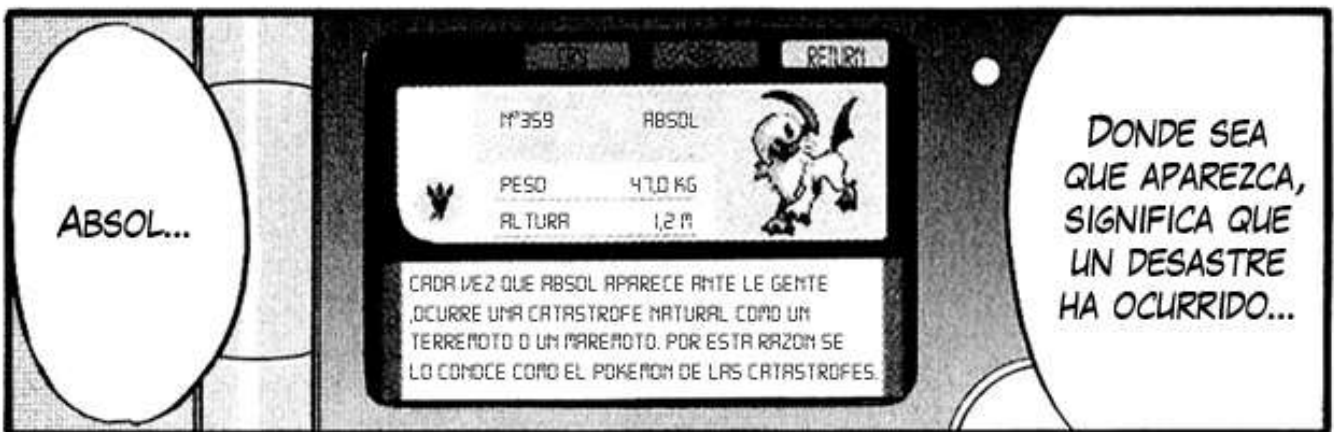 DONDE SEA
QUE APAREZCA,
SIGNIFICA QUE
UN DESASTRE
HA OCURRIDO...
RETURN
Nº359 ABSOL
PESO 47,0 KG
ALTURA 1,2 M
CADA VEZ QUE ABSOL APARECE ANTE LE GENTE
,OCURRE UNA CATASTROFE NATURAL COMO UN
TERREMOTO O UN MAREMOTO. POR ESTA RAZON SE
LO CONOCE COMO EL POKEMON DE LAS CATASTROFES.
ABSOL...